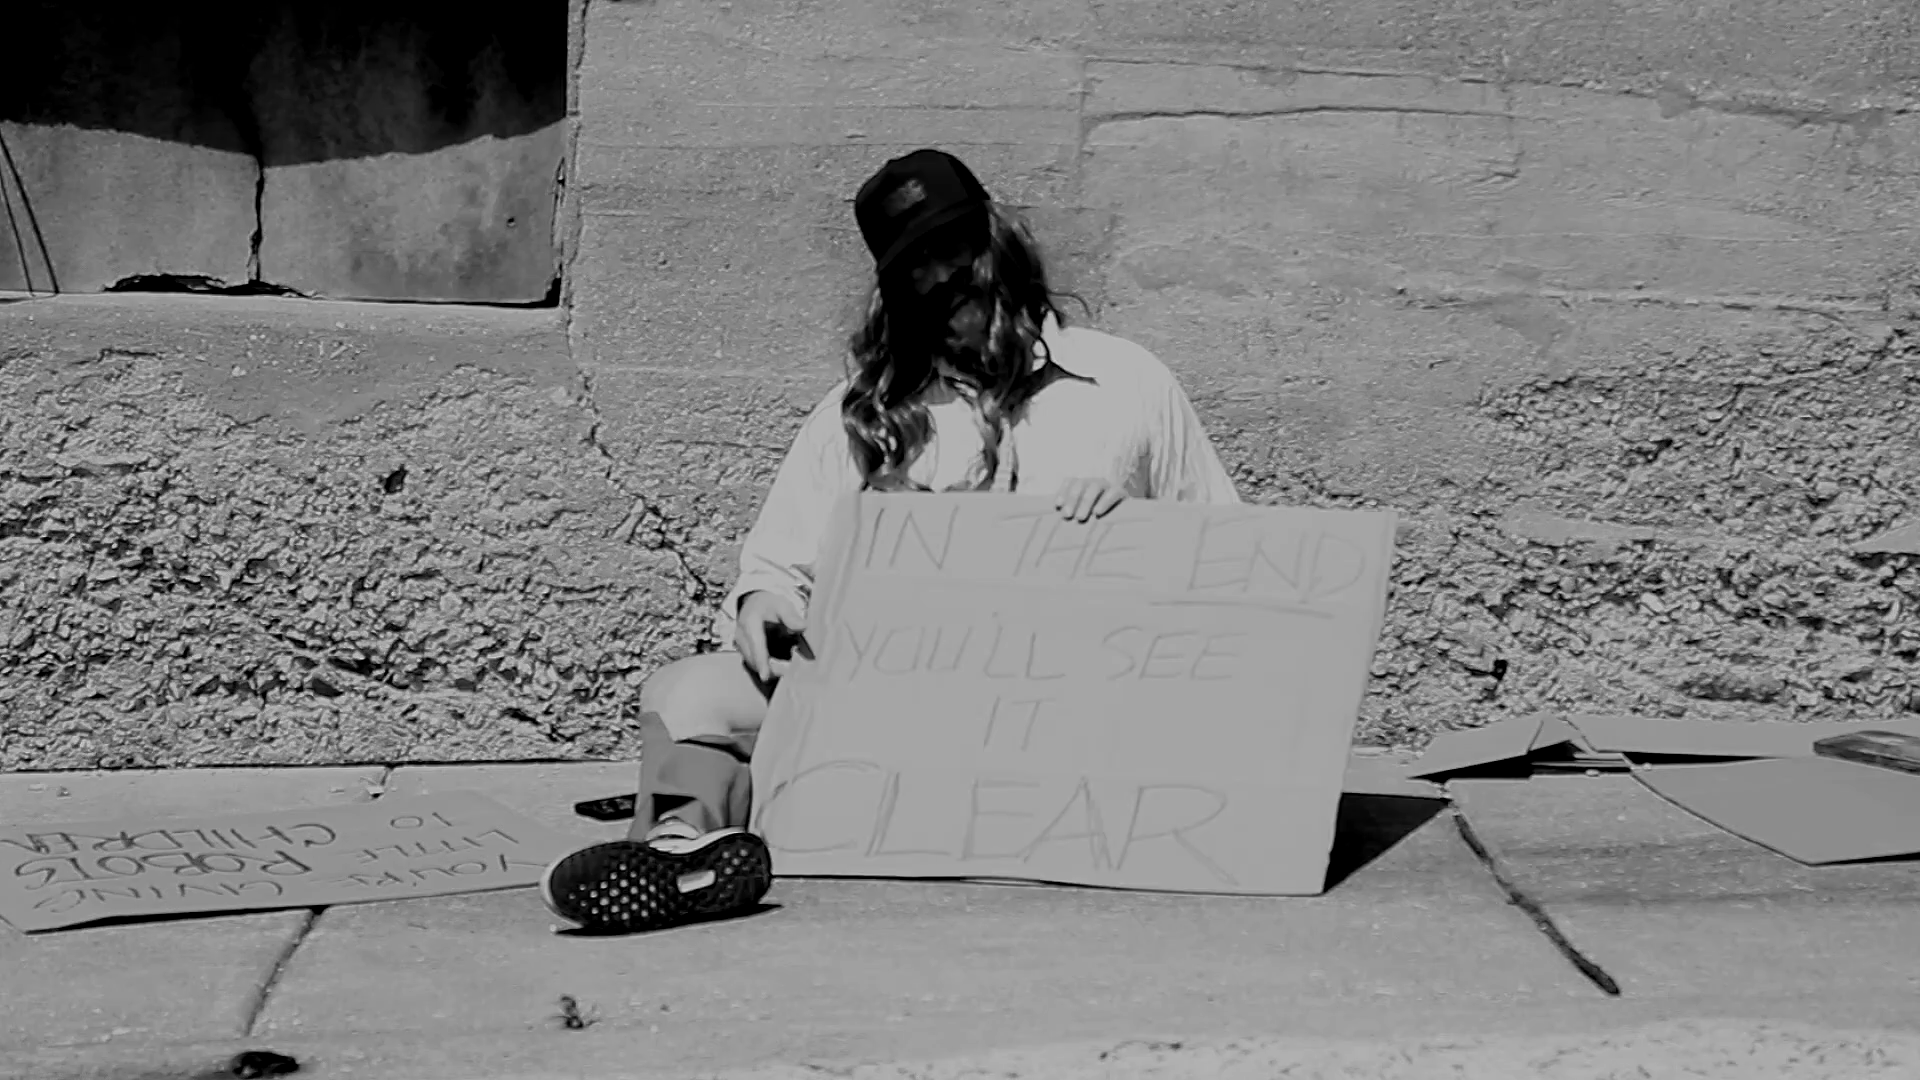 IN THE END
YOU'LL SEE
IT
CLEAR
YOU'RE GIVING
LITTLE ROBOTS
TO CHILDREN